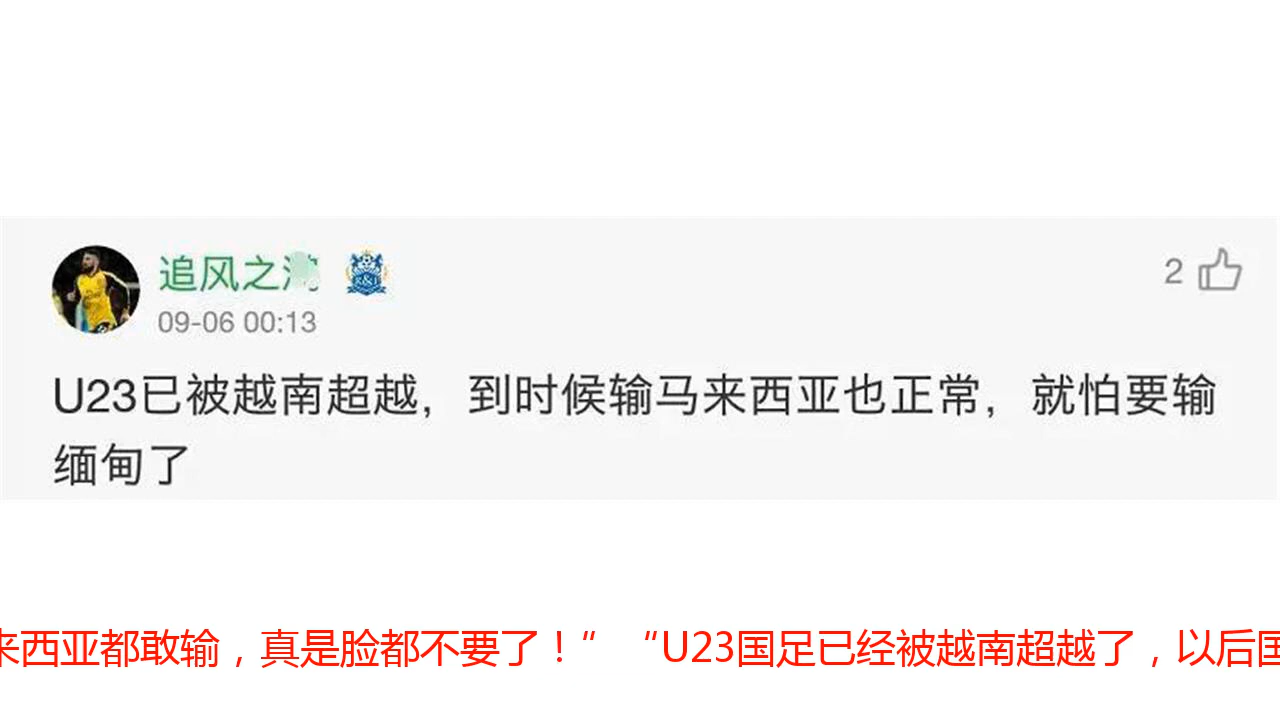 追风之
2
09-06 00:13
U23已被越南超越，到时候输马来西亚也正常，就怕要输
缅甸了
来西亚都敢输，真是脸都不要了！”“U23国足已经被越南超越了，以后国